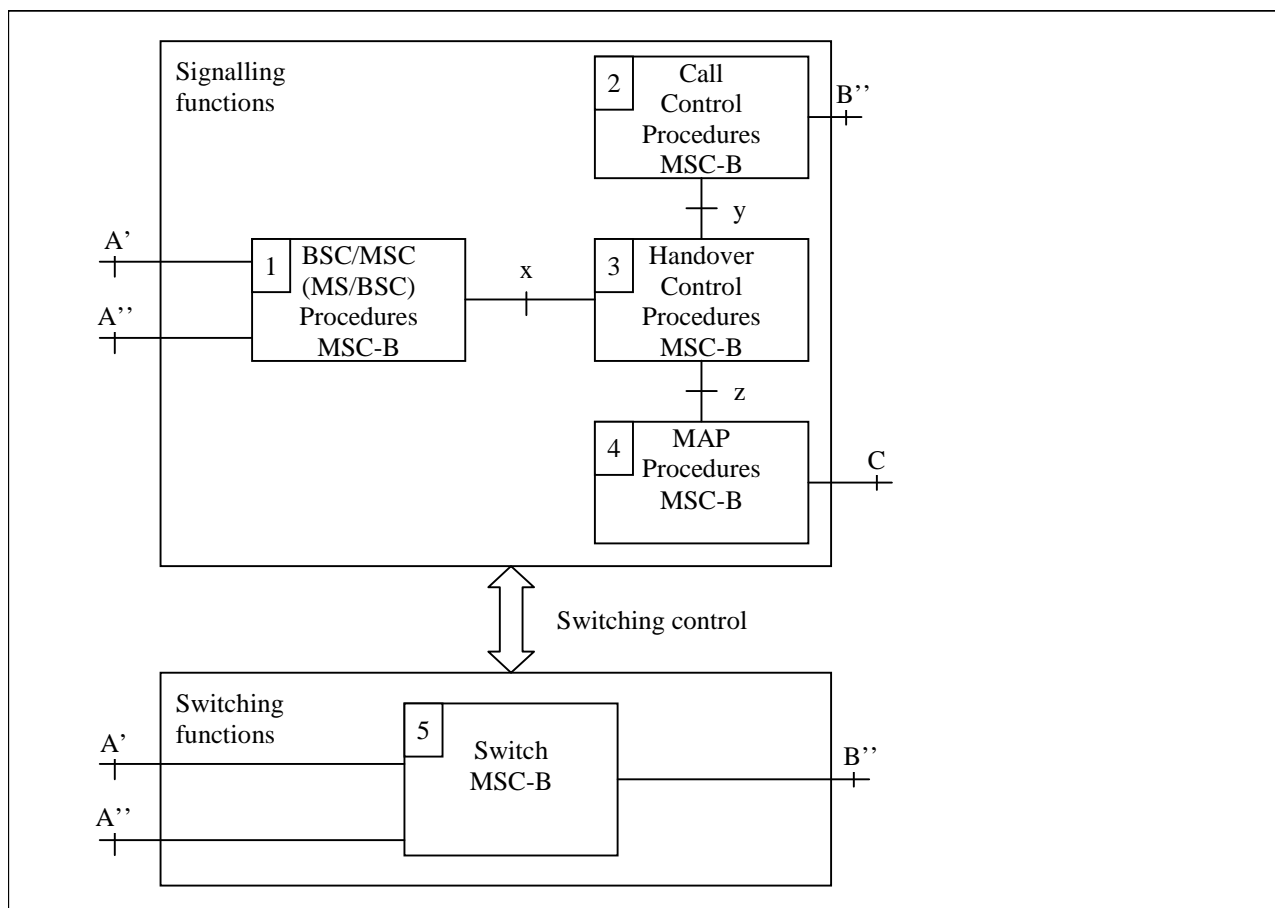 Signalling
functions
2
Call
Control
Procedures
MSC-B
B’’
y
A’
A’’
1
BSC/MSC
(MS/BSC)
Procedures
MSC-B
x
3
Handover
Control
Procedures
MSC-B
z
4
MAP
Procedures
MSC-B
C
Switching control
Switching
functions
A’
A’’
5
Switch
MSC-B
B’’